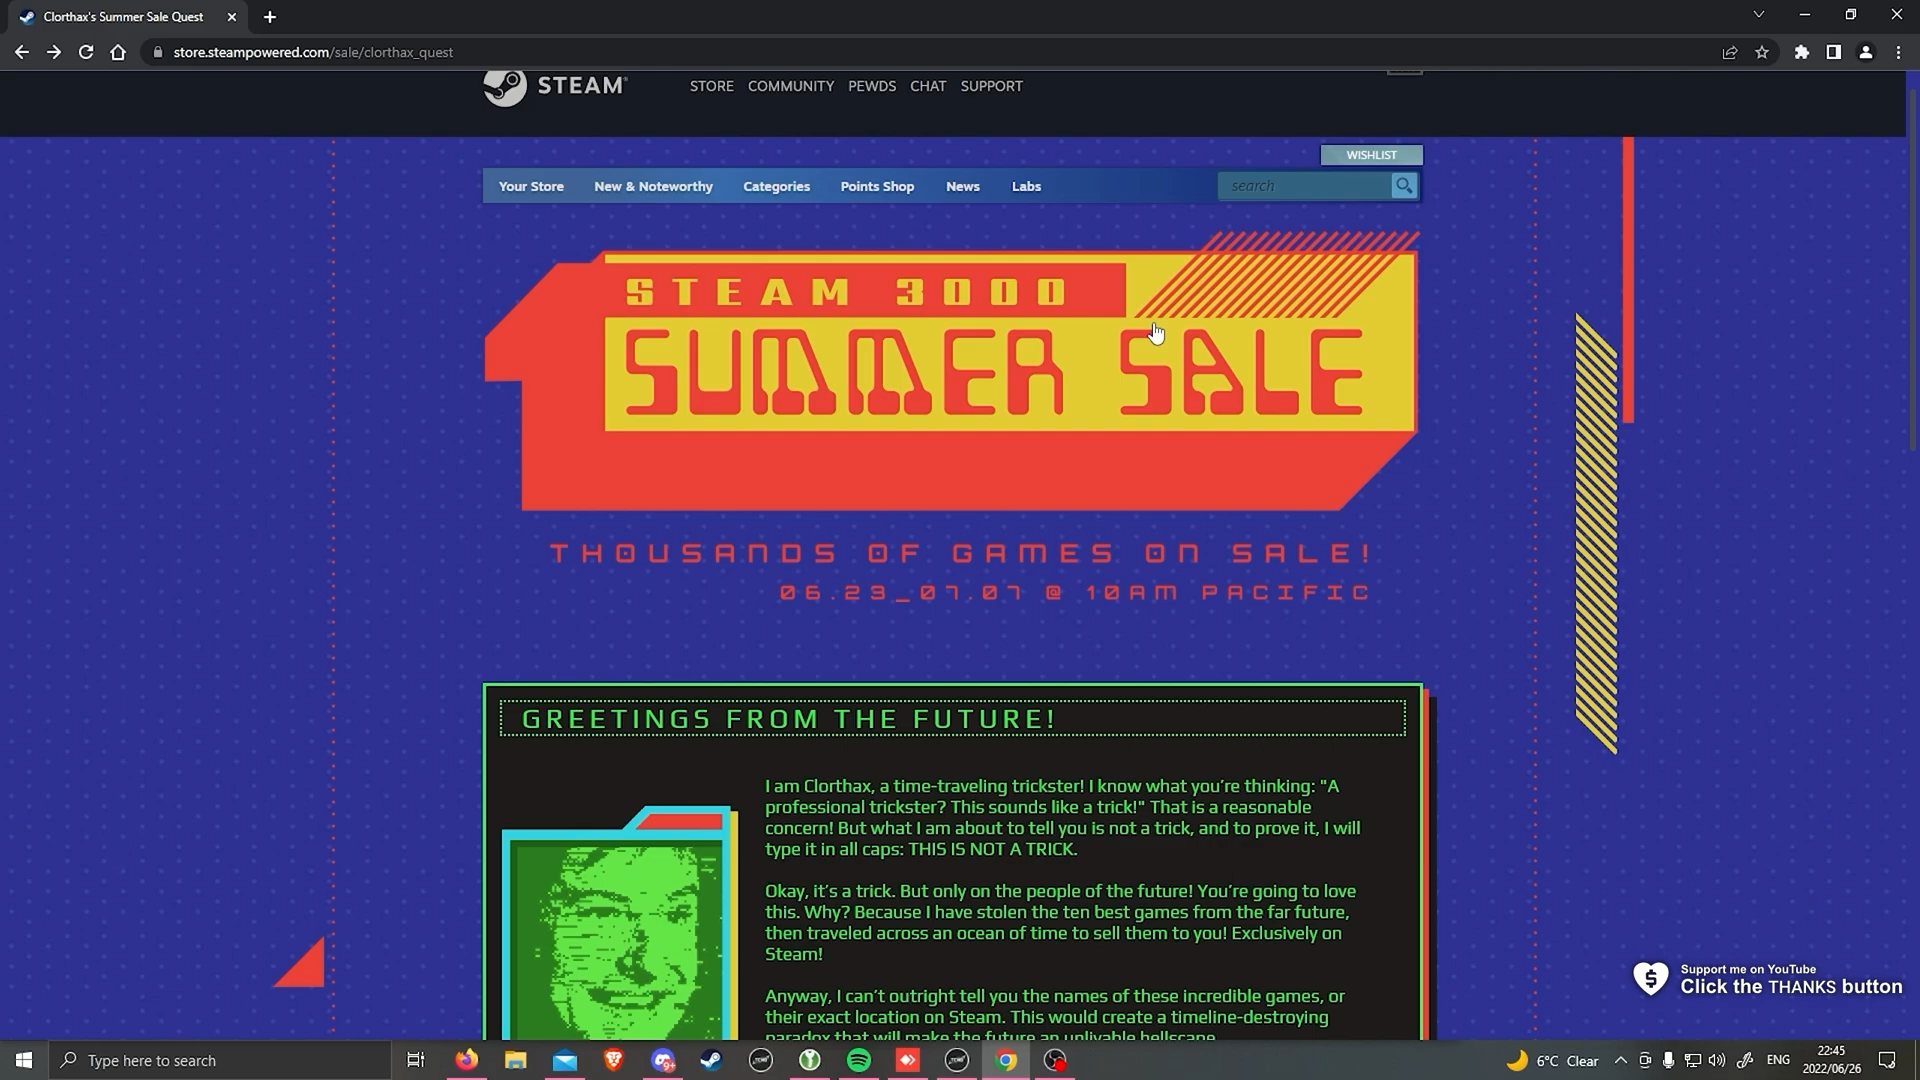 Clorthax's Summer Sale Quest
store.steampowered.com/sale/clorthax_quest
STEAM
STORE COMMUNITY PEWDS CHAT SUPPORT
WISHLIST
Your Store New & Noteworthy Categories Points Shop News Labs
search
STEAM 3000
SUMMER SALE
THOUSANDS OF GAMES ON SALE!
06.23_07.07 @ 10AM PACIFIC
GREETINGS FROM THE FUTURE!
I am Clorthax, a time-traveling trickster! I know what you're thinking: "A
professional trickster? This sounds like a trick!" That is a reasonable
concern! But what I am about to tell you is not a trick, and to prove it, I will
type it in all caps: THIS IS NOT A TRICK.
Okay, it's a trick. But only on the people of the future! You're going to love
this. Why? Because I have stolen the ten best games from the far future,
then traveled across an ocean of time to sell them to you! Exclusively on
Steam!
Anyway, I can't outright tell you the names of these incredible games, or
their exact location on Steam. This would create a timeline-destroying
paradox that will make the future an unlivable hellscape.
Support me on YouTube
Click the THANKS button
Type here to search
6°C Clear
ENG
22:45
2022/06/26